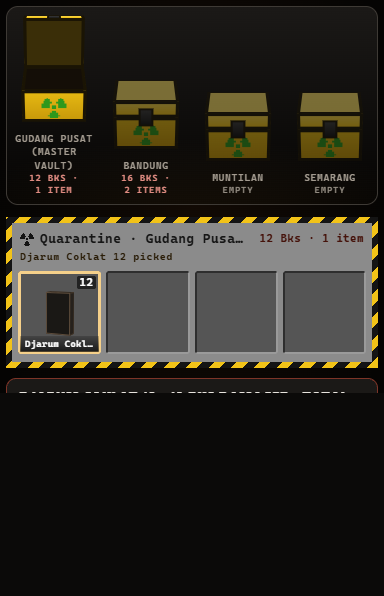 GUDANG PUSAT
(MASTER
VAULT)
12 BKS ·
1 ITEM
BANDUNG
16 BKS ·
2 ITEMS
MUNTILAN
EMPTY
SEMARANG
EMPTY
☢ Quarantine · Gudang Pusa… 12 Bks · 1 item
Djarum Coklat 12 picked
12
Djarum Cokl…